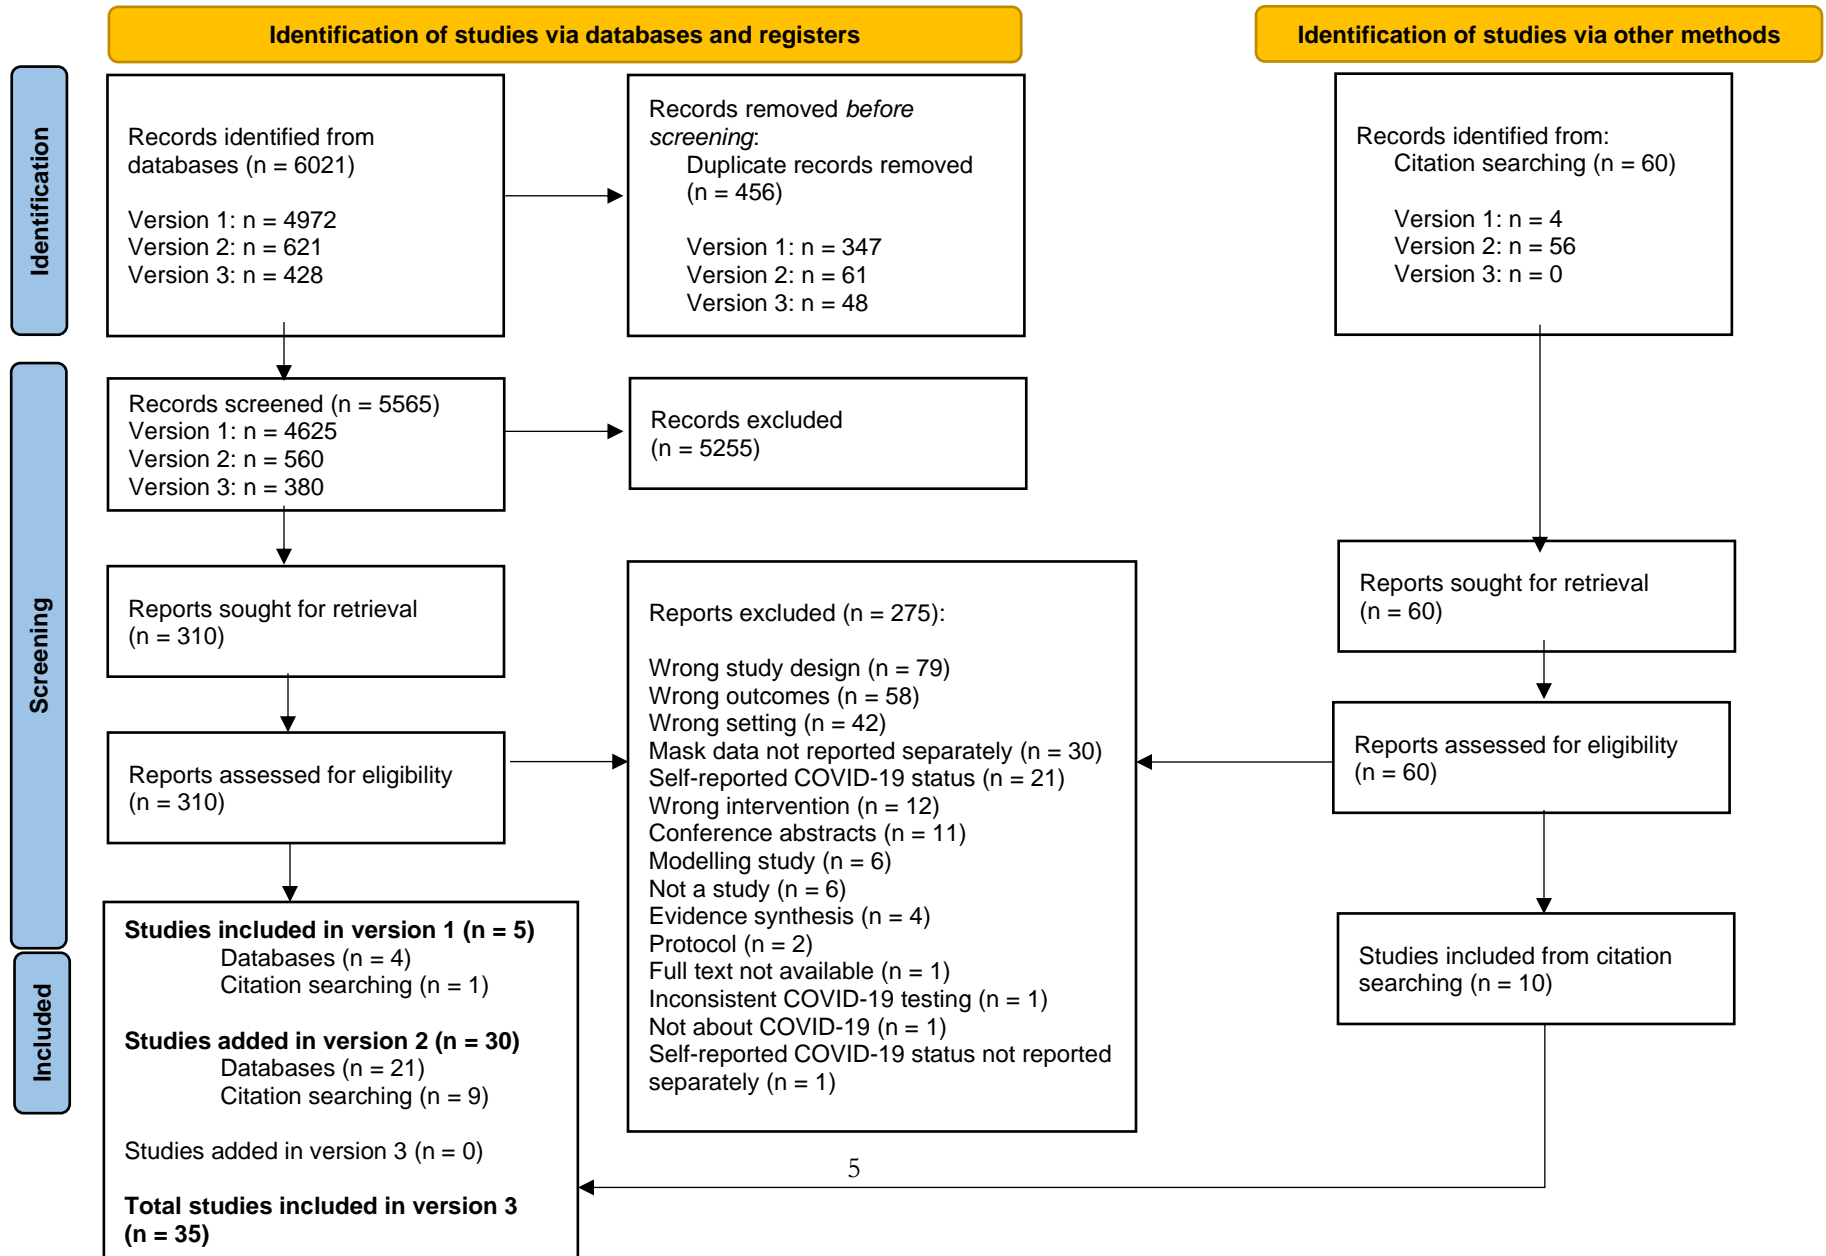 Identification of studies via databases and registers
Identification of studies via other methods
Identification
Records identified from
databases (n = 6021)
Version 1: n = 4972
Version 2: n = 621
Version 3: n = 428
Records removed before
screening:
Duplicate records removed
(n = 456)
Version 1: n = 347
Version 2: n = 61
Version 3: n = 48
Records identified from:
Citation searching (n = 60)
Version 1: n = 4
Version 2: n = 56
Version 3: n = 0
Screening
Records screened (n = 5565)
Version 1: n = 4625
Version 2: n = 560
Version 3: n = 380
Records excluded
(n = 5255)
Reports sought for retrieval
(n = 310)
Reports sought for retrieval
(n = 60)
Reports assessed for eligibility
(n = 310)
Reports excluded (n = 275):
Wrong study design (n = 79)
Wrong outcomes (n = 58)
Wrong setting (n = 42)
Mask data not reported separately (n = 30)
Self-reported COVID-19 status (n = 21)
Wrong intervention (n = 12)
Conference abstracts (n = 11)
Modelling study (n = 6)
Not a study (n = 6)
Evidence synthesis (n = 4)
Protocol (n = 2)
Full text not available (n = 1)
Inconsistent COVID-19 testing (n = 1)
Not about COVID-19 (n = 1)
Self-reported COVID-19 status not reported
separately (n = 1)
Reports assessed for eligibility
(n = 60)
Included
Studies included in version 1 (n = 5)
Databases (n = 4)
Citation searching (n = 1)
Studies added in version 2 (n = 30)
Databases (n = 21)
Citation searching (n = 9)
Studies added in version 3 (n = 0)
Total studies included in version 3
(n = 35)
Studies included from citation
searching (n = 10)
5